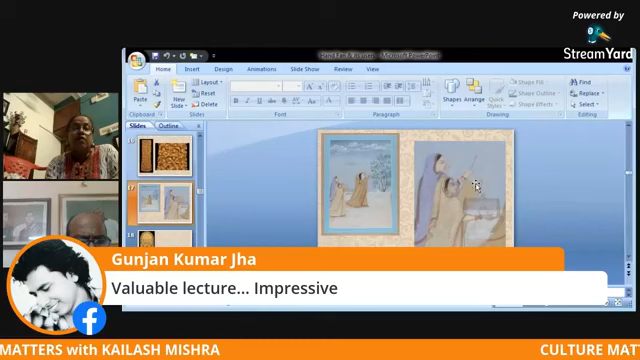 Powered by
StreamYard
Microsoft PowerPoint
Home Insert Design Animations Slide Show Review View
Paste
Clipboard
New
Slide
Layout
Reset
Delete
Slides
Font
Paragraph
Shapes
Arrange
Quick
Styles
Shape Fill
Shape Outline
Shape Effects
Drawing
Find
Replace
Select
Editing
Slides Outline
16
17
18
Gunjan Kumar Jha
Valuable lecture... Impressive
MATTERS with KAILASH MISHRA
CULTURE MAT